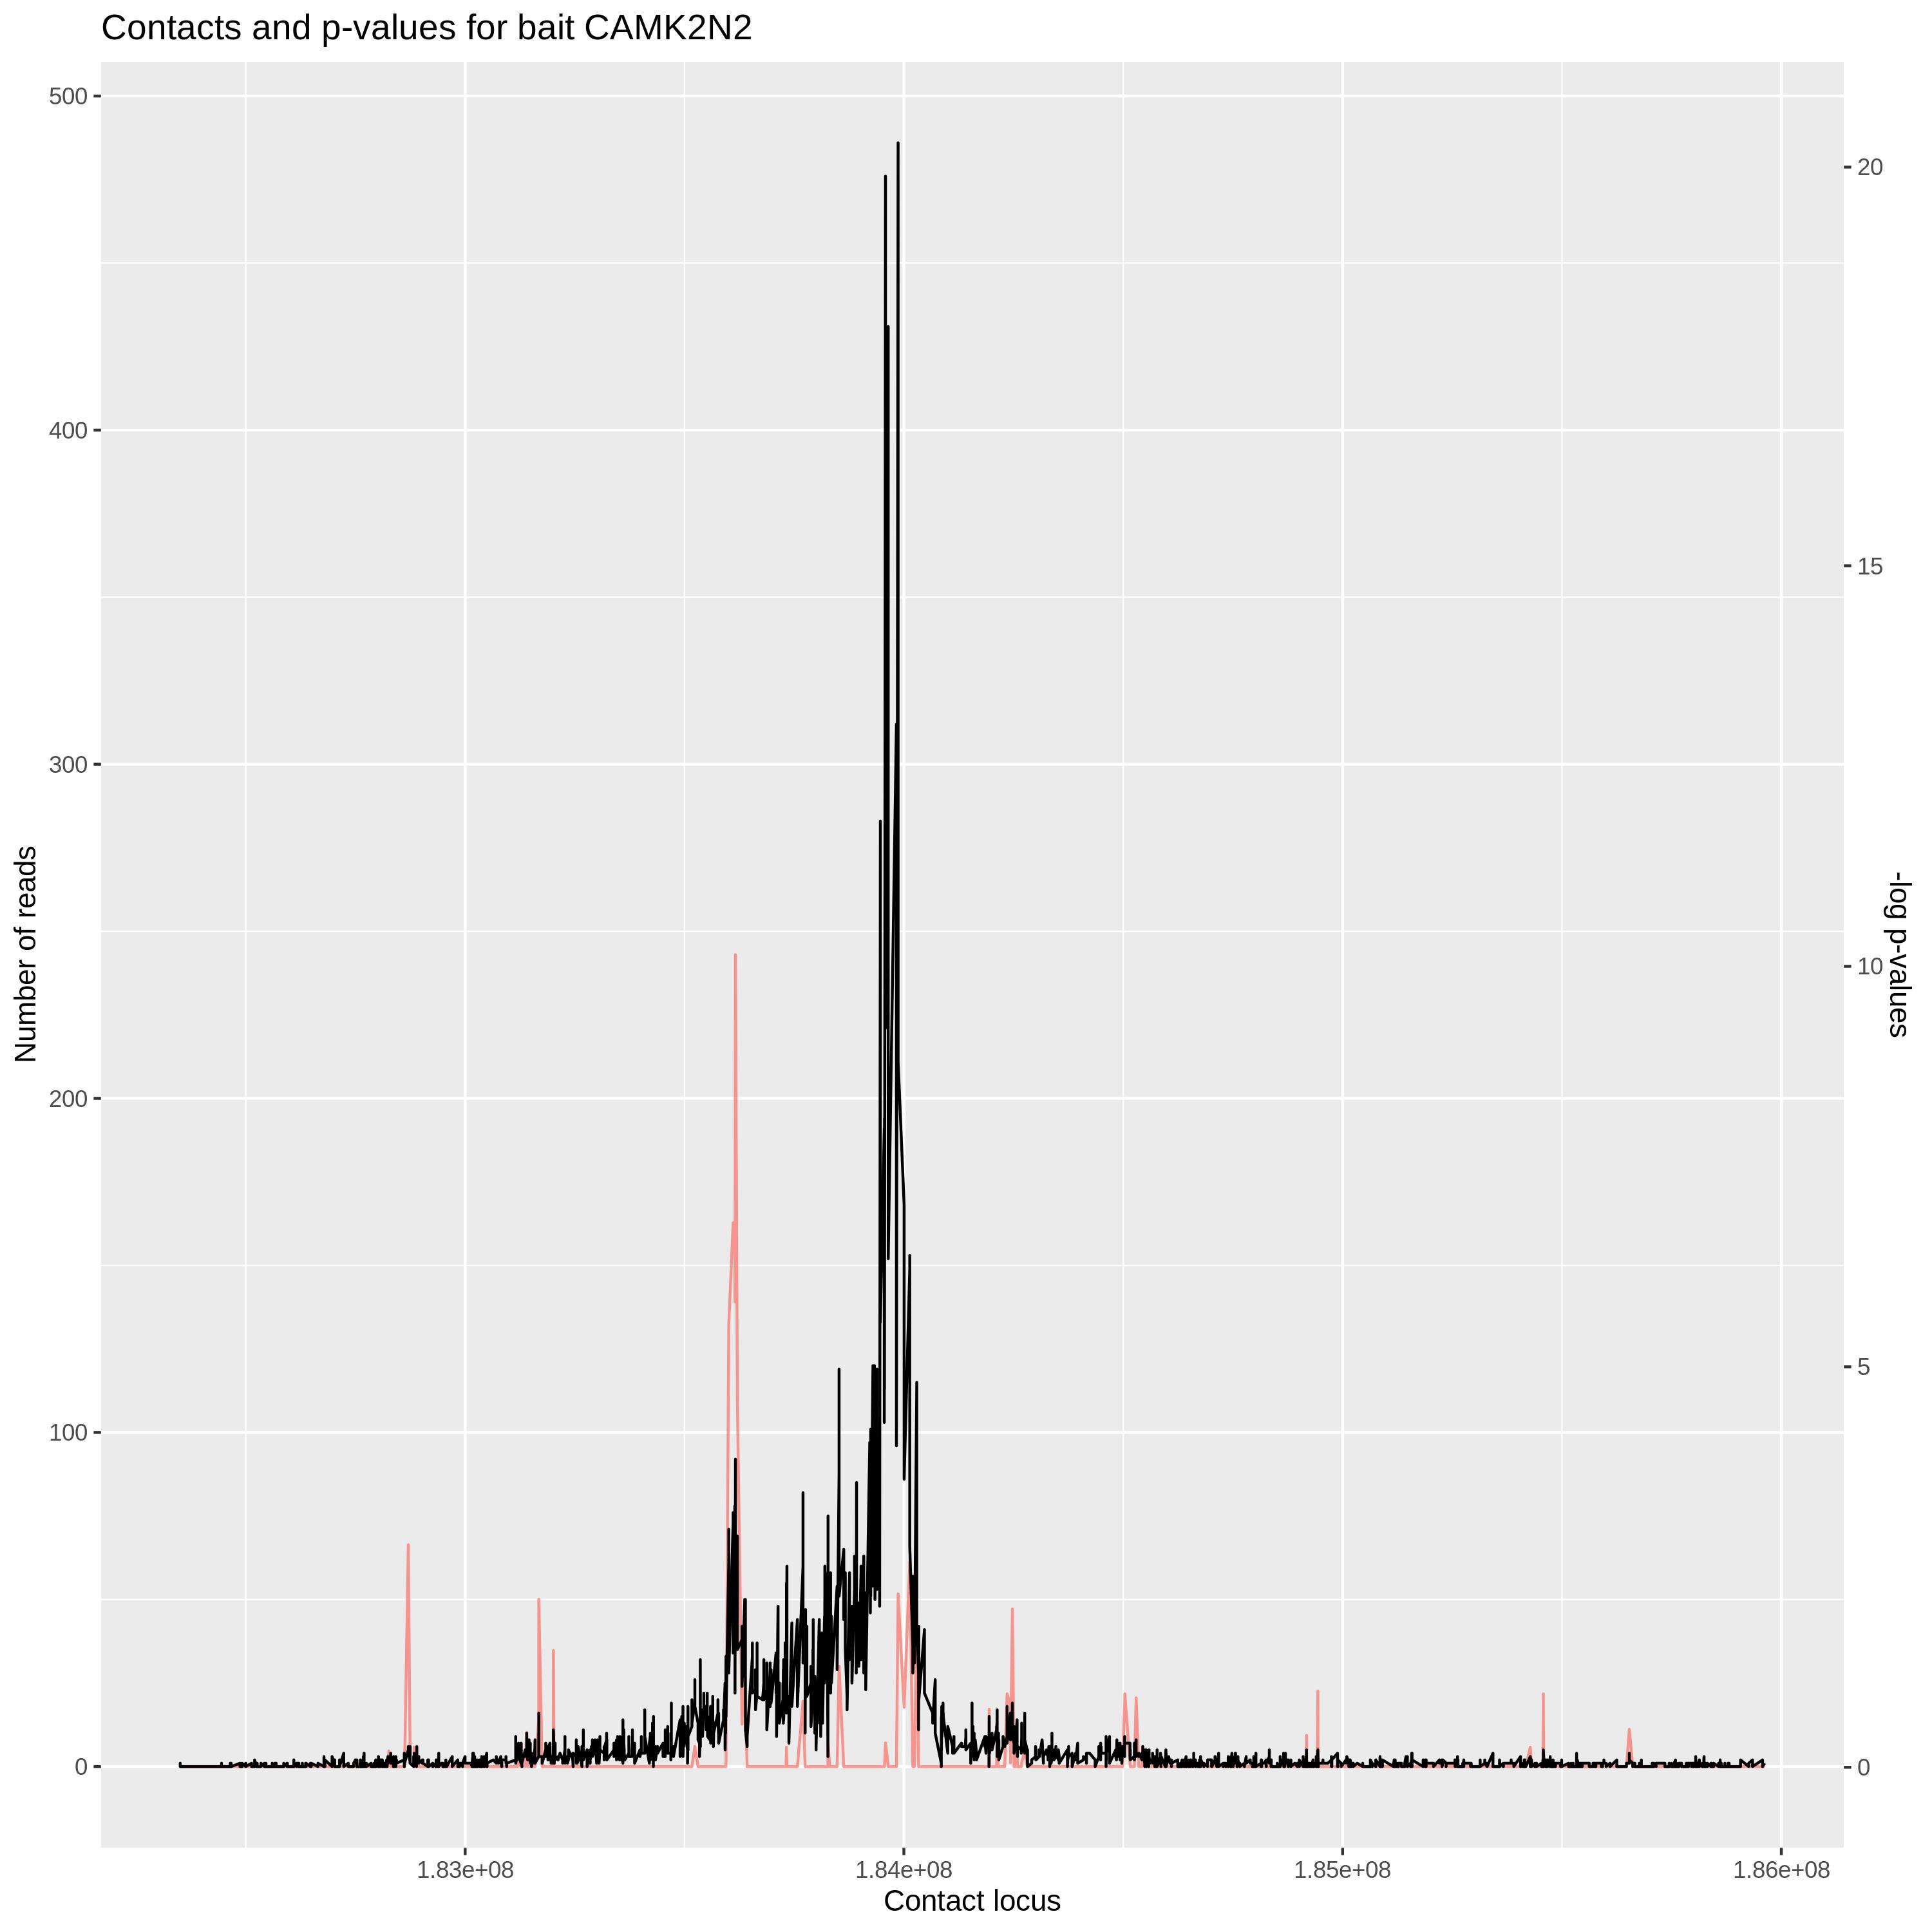 Contacts and p-values for bait CAMK2N2
500
400
300
200
100
0
Number of reads
20
15
10
5
0
-log p-values
1.83e+08
1.84e+08
1.85e+08
1.86e+08
Contact locus